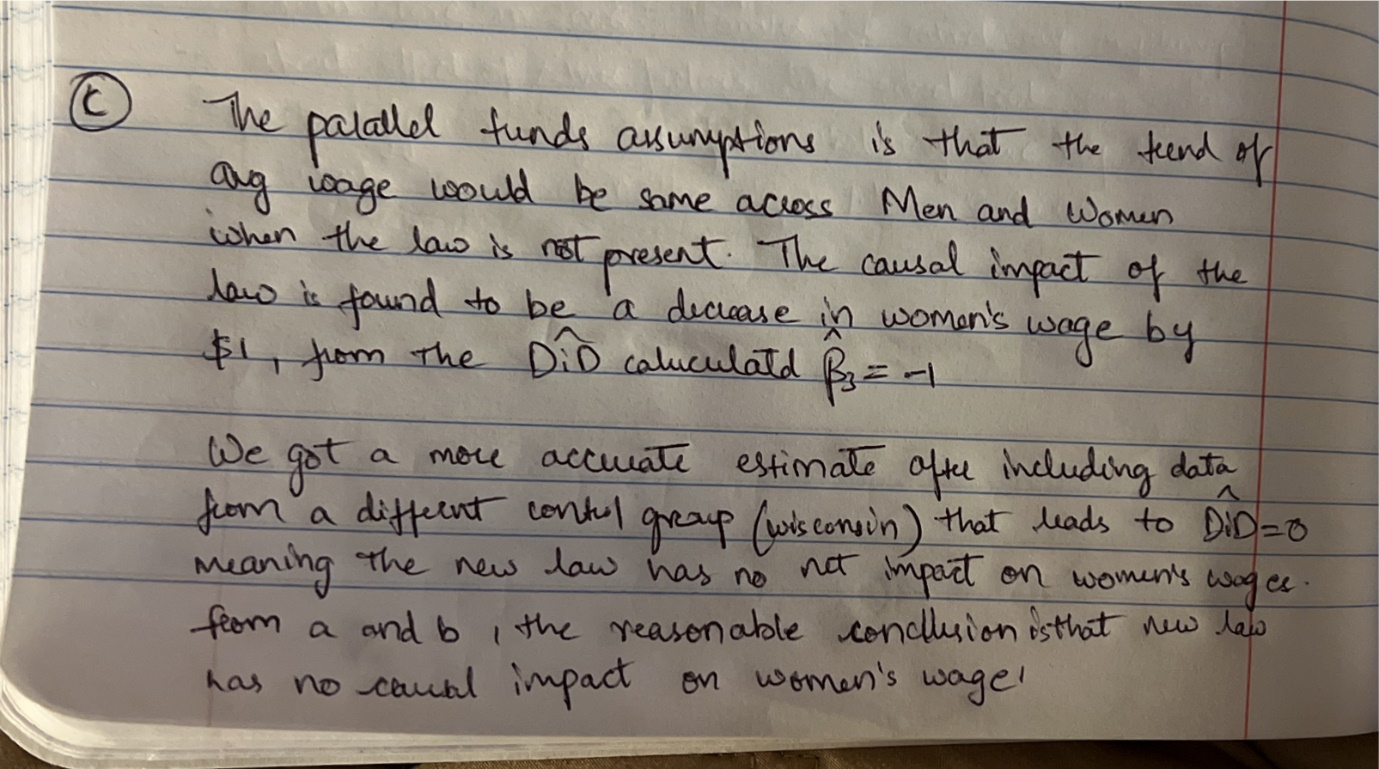 (C) The parallel trends assumptions is that the trend of
avg wage would be same across Men and Women
when the law is not present. The causal impact of the
law is found to be a decrease in women's wage by
$1, from the DiD̂ caluculatd β̂₃ = -1
We got a more accurate estimate after including data
from a different control group (wisconsin) that leads to DiD̂=0
meaning the new law has no net impact on women's wages.
from a and b, the reasonable conclusion is that new law
has no causal impact on women's wage.